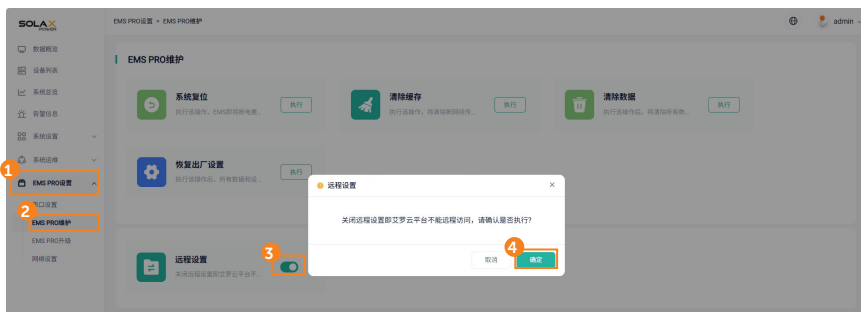 SOLAX
POWER
EMS PRO设置 • EMS PRO维护
admin
数据概览
设备列表
系统总览
告警信息
系统设置
系统运维
1
EMS PRO设置
串口设置
2
EMS PRO维护
EMS PRO升级
网络设置
EMS PRO维护
系统复位
执行该操作，EMS即将断电重...
执行
清除缓存
执行该操作，将清除断网续传...
执行
清除数据
执行该操作后，将清除所有数...
执行
恢复出厂设置
执行该操作后，所有数据和设...
执行
远程设置
关闭远程设置即艾罗云平台不能远程访问，请确认是否执行?
取消
4
确定
3
远程设置
关闭远程设置即艾罗云平台不...